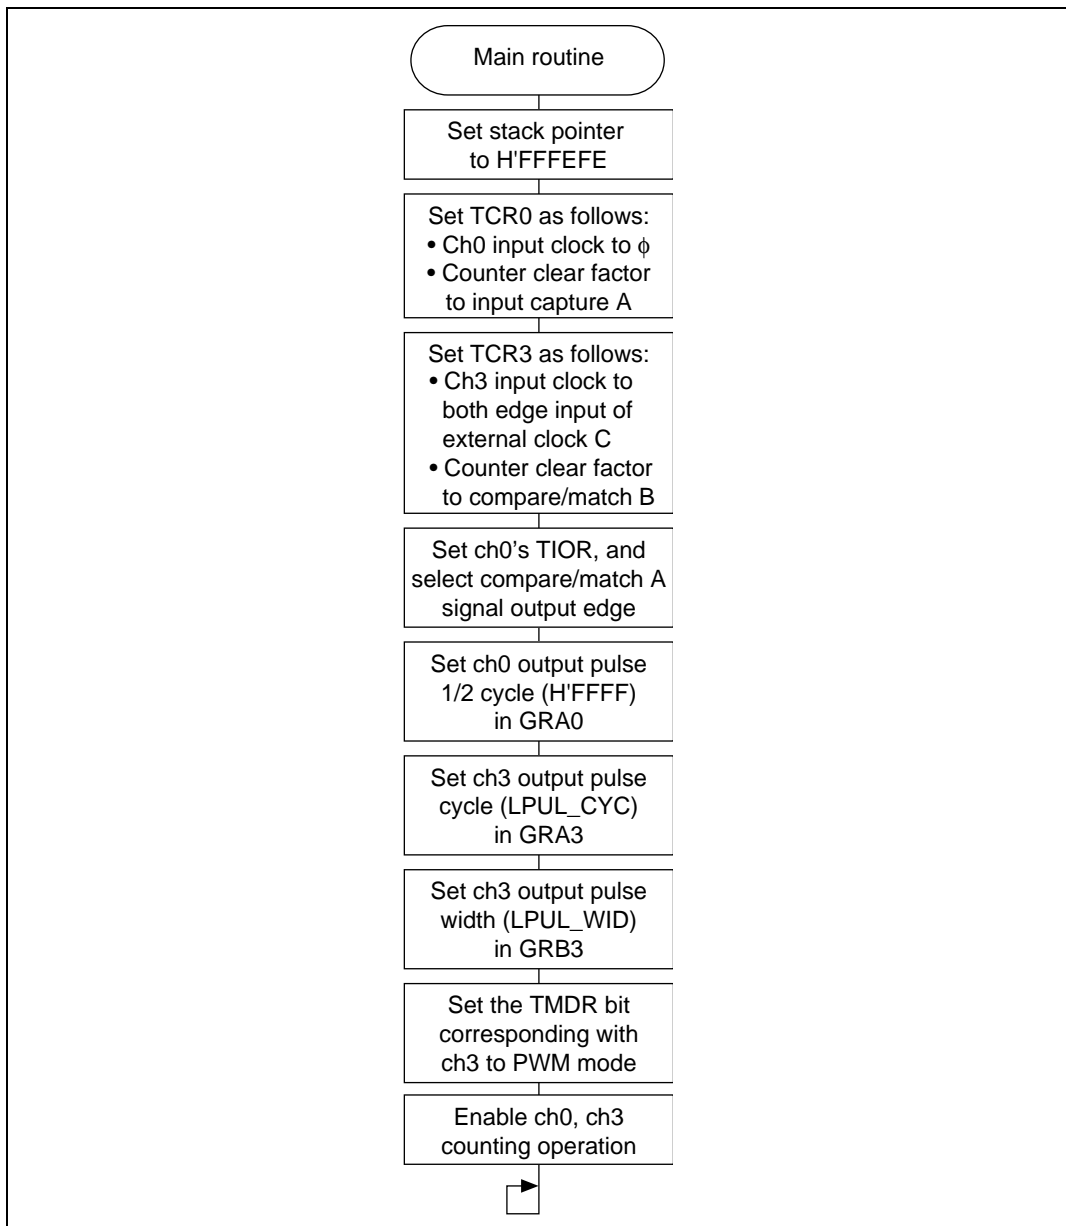 Main routine
Set stack pointer
to H'FFFEFE
Set TCR0 as follows:
• Ch0 input clock to ϕ
• Counter clear factor
to input capture A
Set TCR3 as follows:
• Ch3 input clock to
both edge input of
external clock C
• Counter clear factor
to compare/match B
Set ch0’s TIOR, and
select compare/match A
signal output edge
Set ch0 output pulse
1/2 cycle (H'FFFF)
in GRA0
Set ch3 output pulse
cycle (LPUL_CYC)
in GRA3
Set ch3 output pulse
width (LPUL_WID)
in GRB3
Set the TMDR bit
corresponding with
ch3 to PWM mode
Enable ch0, ch3
counting operation